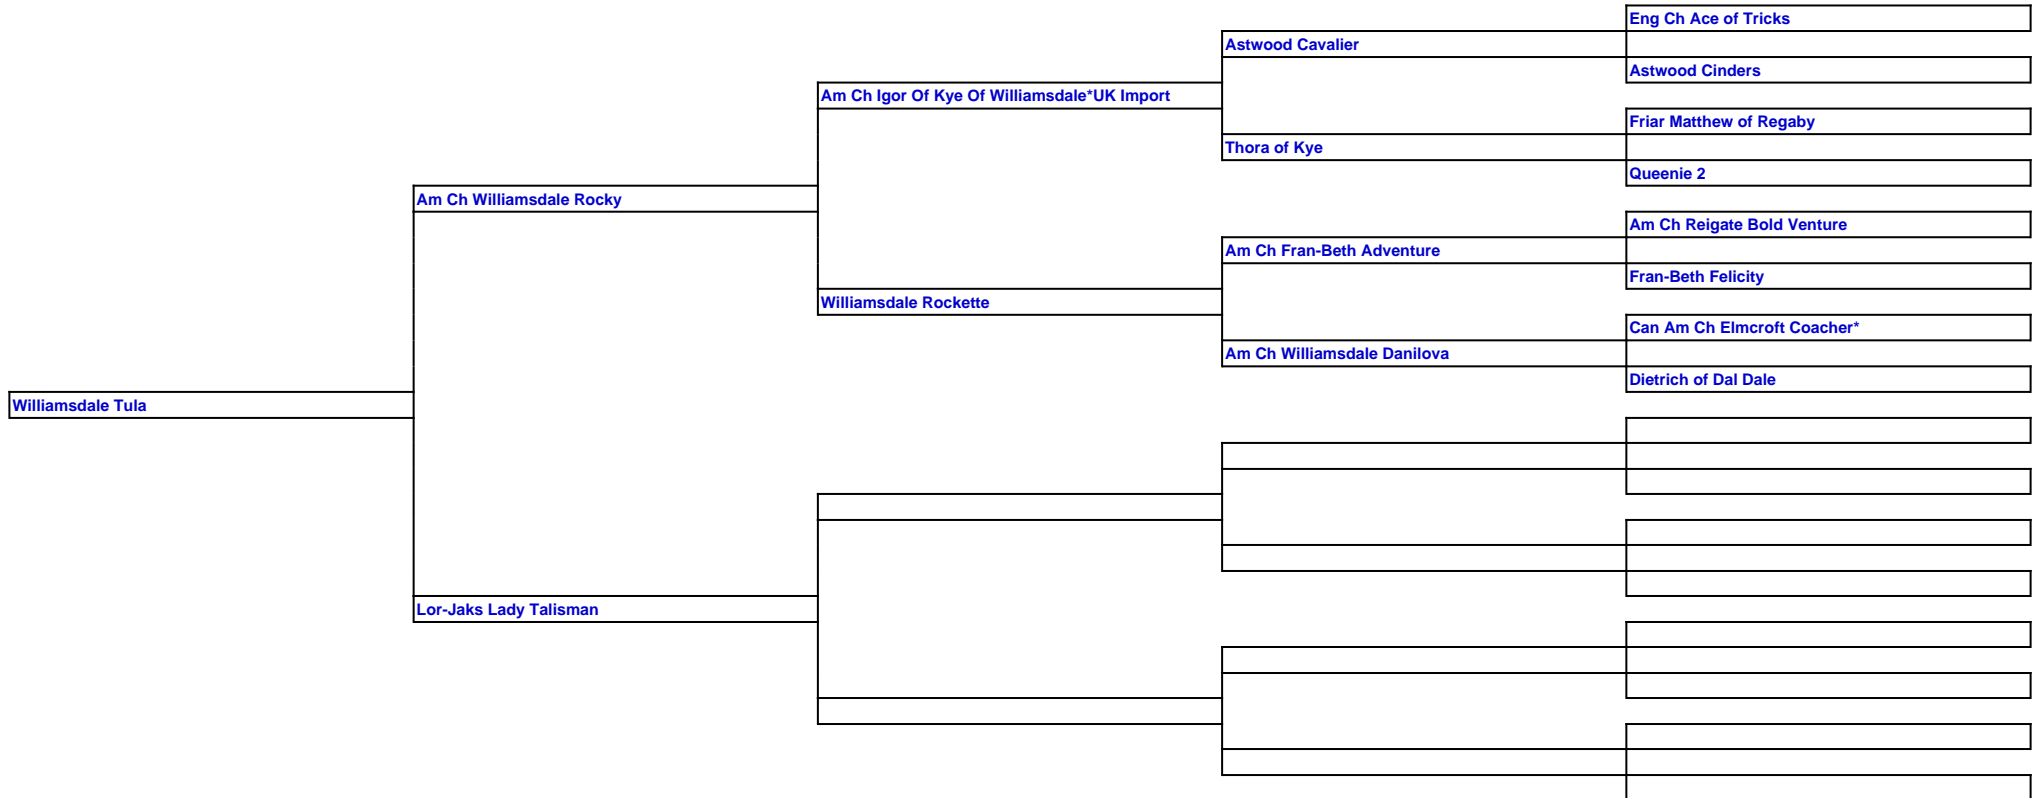 Eng Ch Ace of Tricks
Astwood Cavalier
Astwood Cinders
Am Ch Igor Of Kye Of Williamsdale*UK Import
Friar Matthew of Regaby
Thora of Kye
Queenie 2
Am Ch Williamsdale Rocky
Am Ch Reigate Bold Venture
Am Ch Fran-Beth Adventure
Fran-Beth Felicity
Williamsdale Rockette
Can Am Ch Elmcroft Coacher*
Am Ch Williamsdale Danilova
Dietrich of Dal Dale
Williamsdale Tula
Lor-Jaks Lady Talisman